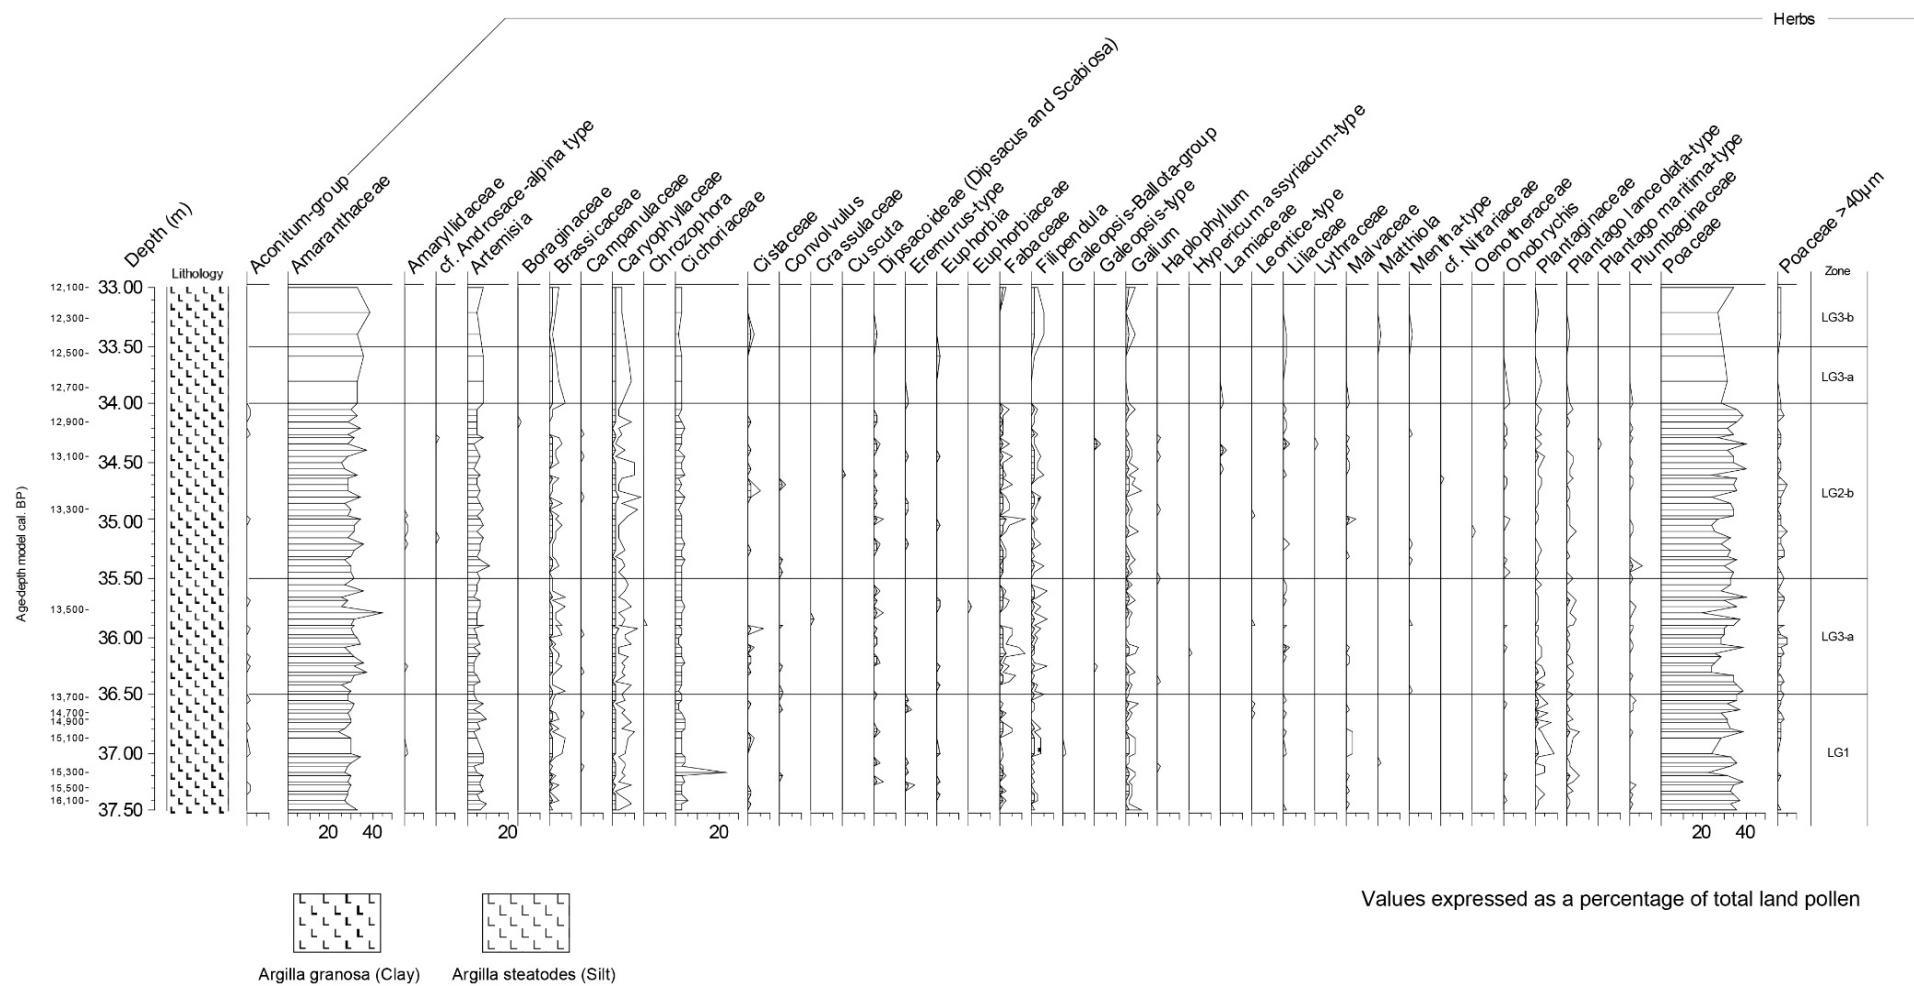 Herbs
Depth (m)
Lithology
Aconitum-group
Amaranthaceae
Amaryllidaceae
cf. Androsace-alpina type
Artemisia
Boraginaceae
Brassicaceae
Campanulaceae
Caryophyllaceae
Chrozophora
Cichoriaceae
Cistaceae
Convolvulus
Crassulaceae
Cuscuta
Dipsacoideae (Dipsacus and Scabiosa)
Eremurus-type
Euphorbia
Euphorbiaceae
Fabaceae
Filipendula
Galeopsis-Ballota-group
Galeopsis-type
Galium
Haplophyllum
Hypericum assyriacum-type
Lamiaceae
Leontice-type
Liliaceae
Lythraceae
Malvaceae
Matthiola
Mentha-type
cf. Nitrariaceae
Oenotheraceae
Onobrychis
Plantaginaceae
Plantago lanceolata-type
Plantago maritima-type
Plumbaginaceae
Poaceae
Poaceae >40µm
Zone
12,100
33.00
12,300
LG3-b
33.50
12,500
12,700
LG3-a
34.00
12,900
13,100
34.50
LG2-b
13,300
35.00
35.50
13,500
36.00
LG3-a
36.50
13,700
14,700
14,900
15,100
37.00
LG1
15,300
15,500
16,100
37.50
Age-depth model cal. BP)
20 40 20 20 20 40
Values expressed as a percentage of total land pollen
Argilla granosa (Clay)
Argilla steatodes (Silt)